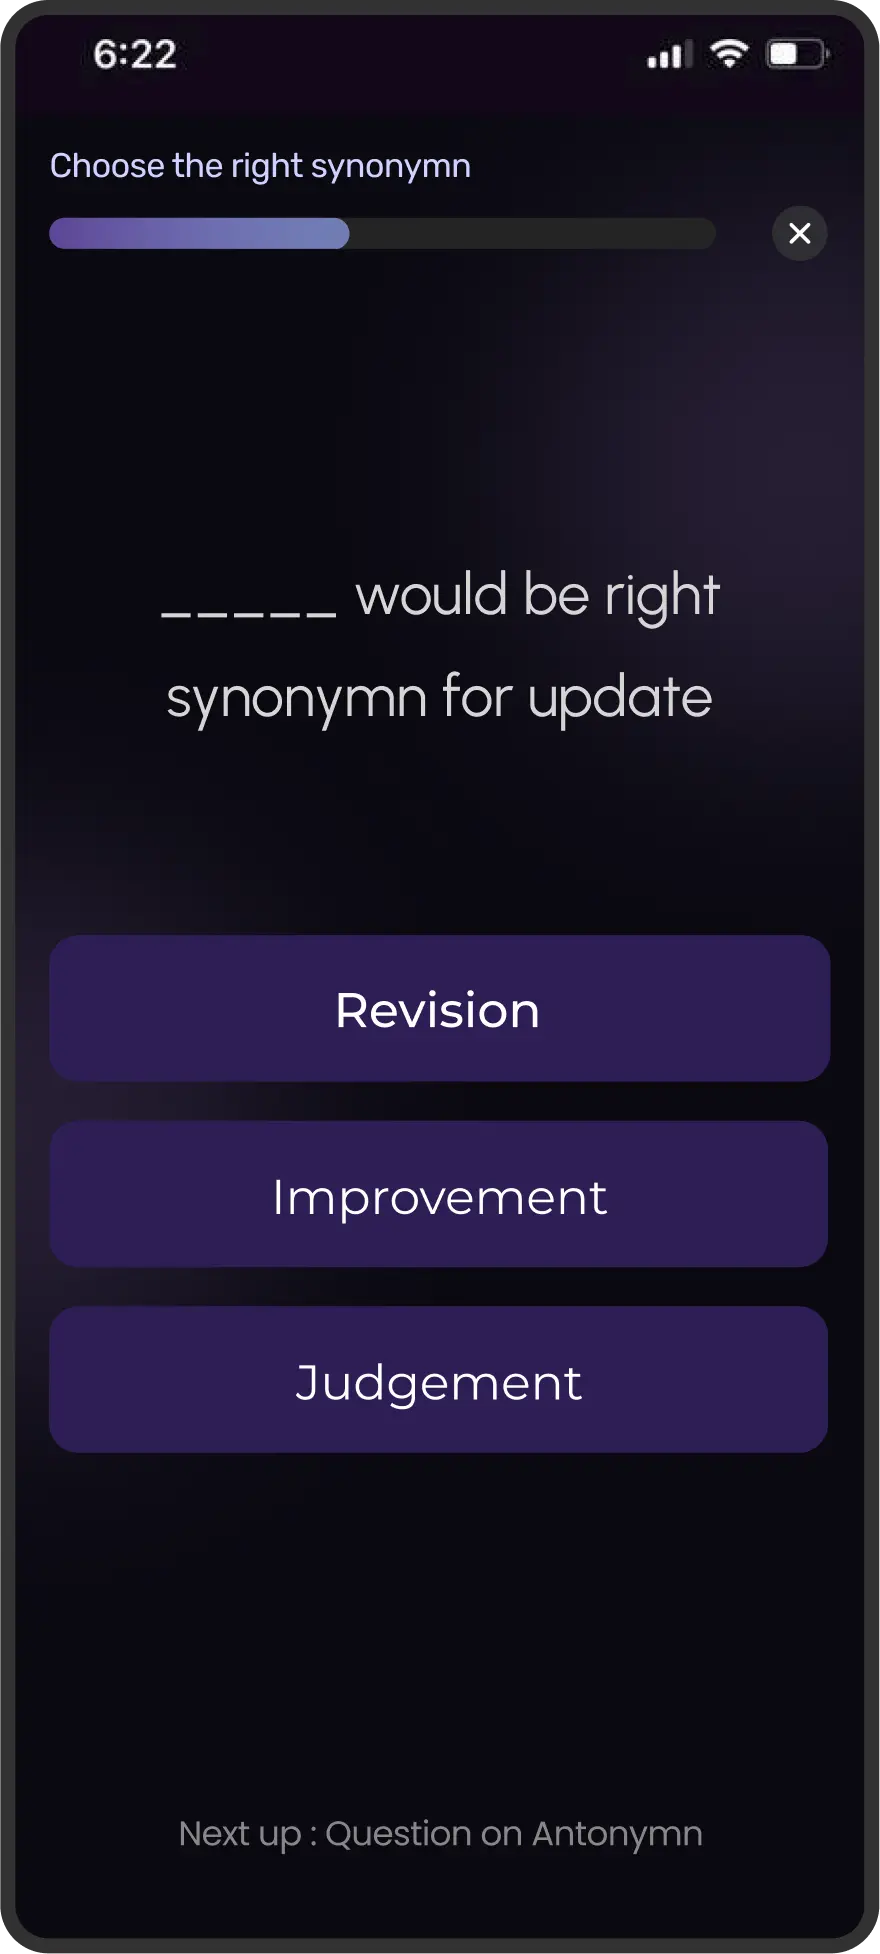 6:22
Choose the right synonymn
_____ would be right
synonymn for update
Revision
Improvement
Judgement
Next up : Question on Antonymn